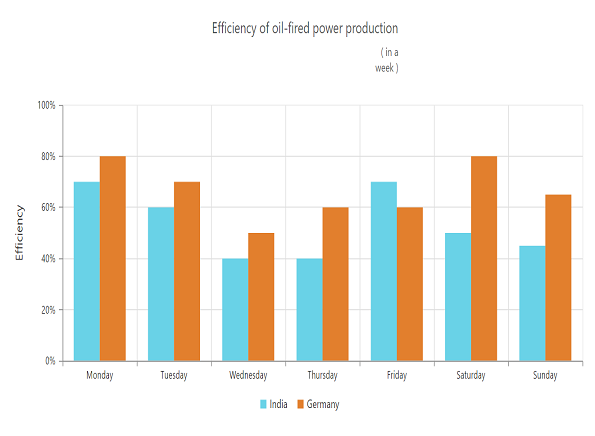 Efficiency of oil-fired power production
( in a
week )
100%
80%
60%
40%
20%
0%
Efficiency
Monday Tuesday Wednesday Thursday Friday Saturday Sunday
India Germany